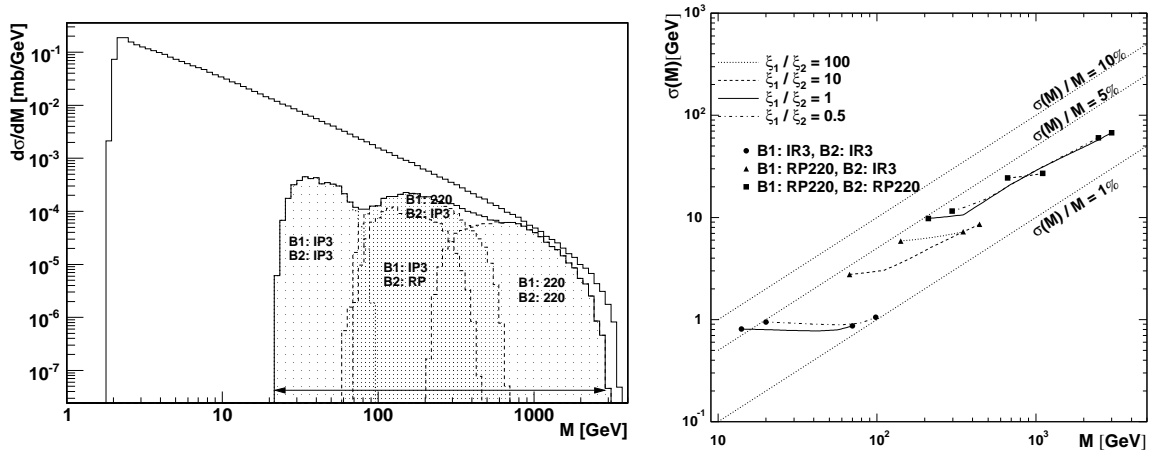 dσ/dM [mb/GeV]
10⁻¹
10⁻²
10⁻³
10⁻⁴
10⁻⁵
10⁻⁶
10⁻⁷
B1: IP3
B2: IP3
B1: 220
B2: IP3
B1: IP3
B2: RP
B1: 220
B2: 220
1 10 100 1000
M [GeV]
σ(M)[GeV]
10³
10²
10
1
10⁻¹
ξ₁ / ξ₂ = 100
ξ₁ / ξ₂ = 10
ξ₁ / ξ₂ = 1
ξ₁ / ξ₂ = 0.5
B1: IR3, B2: IR3
B1: RP220, B2: IR3
B1: RP220, B2: RP220
σ(M) / M = 10%
σ(M) / M = 5%
σ(M) / M = 1%
10 10² 10³
M [GeV]